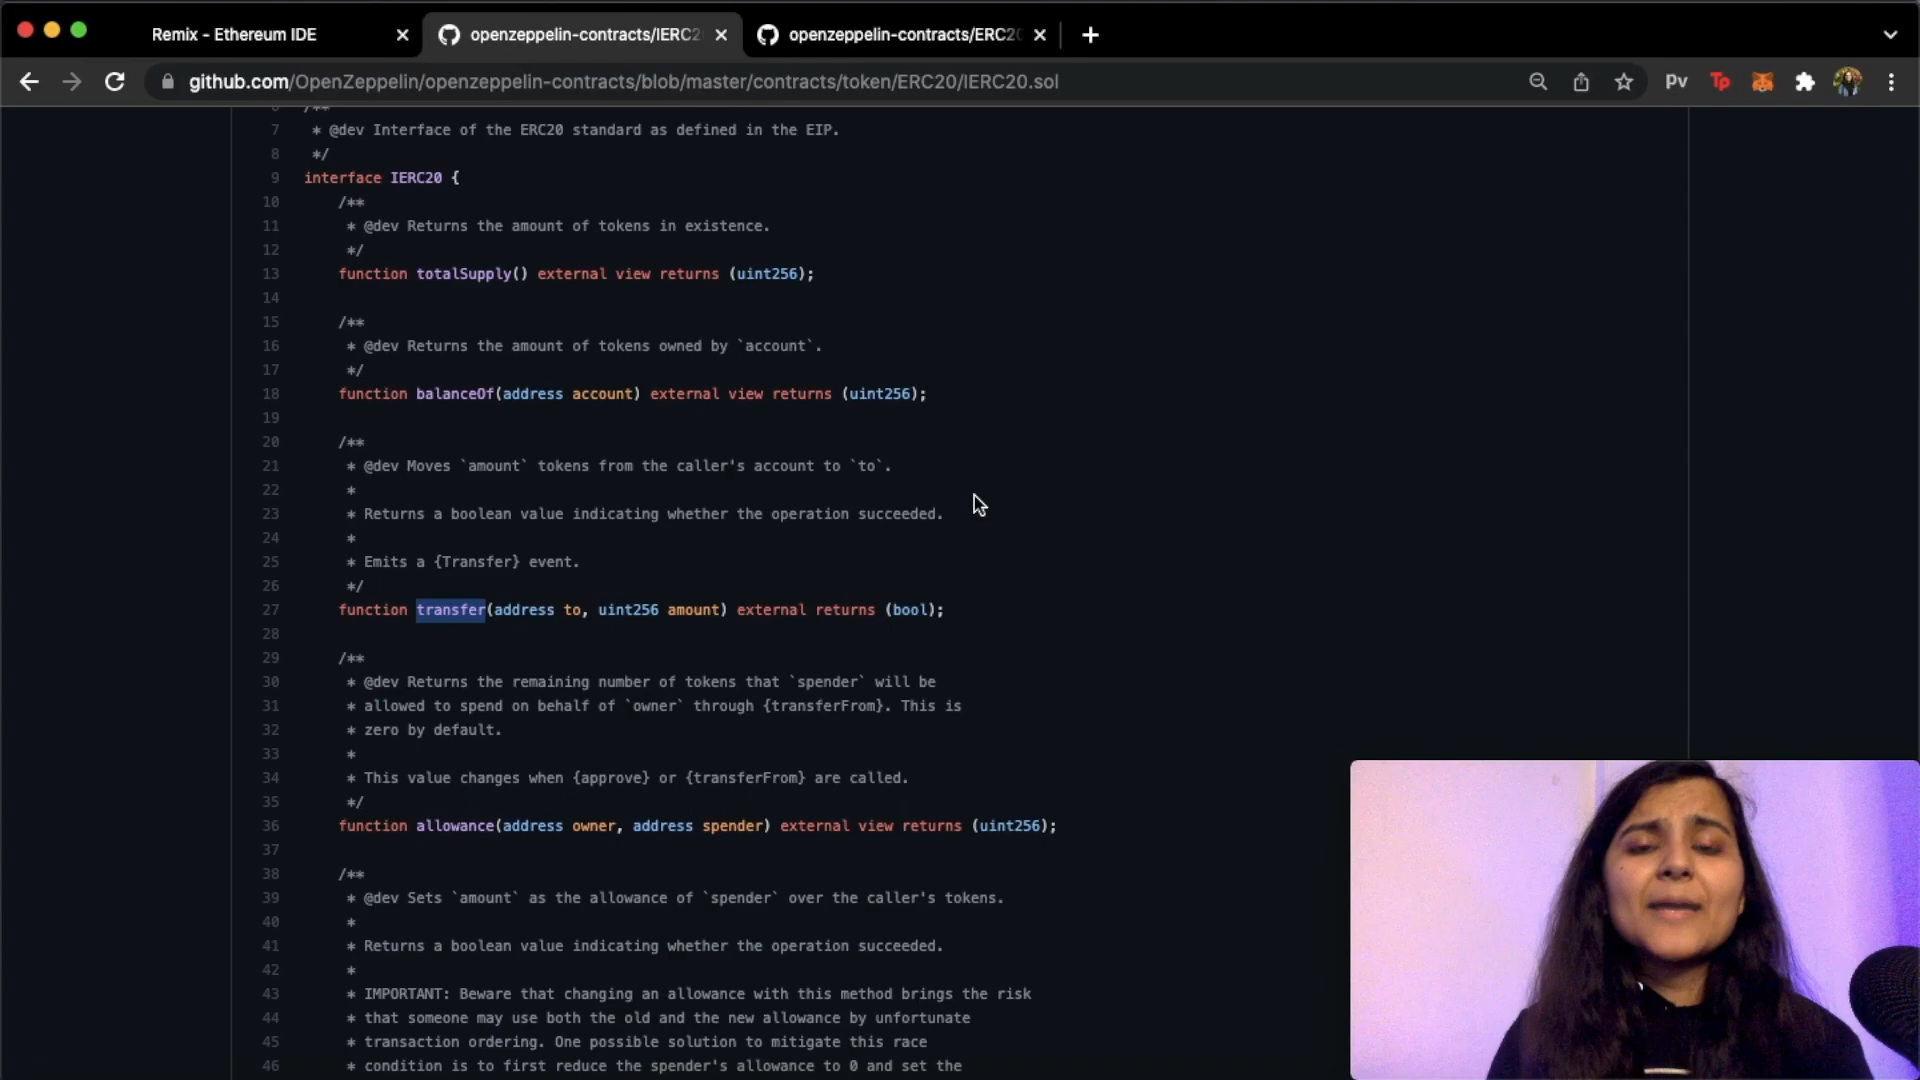 Remix - Ethereum IDE
openzeppelin-contracts/IERC2
openzeppelin-contracts/ERC20
github.com/OpenZeppelin/openzeppelin-contracts/blob/master/contracts/token/ERC20/IERC20.sol
Pv
Tp
6 /**
7 * @dev Interface of the ERC20 standard as defined in the EIP.
8 */
9 interface IERC20 {
10 /**
11 * @dev Returns the amount of tokens in existence.
12 */
13 function totalSupply() external view returns (uint256);
14
15 /**
16 * @dev Returns the amount of tokens owned by `account`.
17 */
18 function balanceOf(address account) external view returns (uint256);
19
20 /**
21 * @dev Moves `amount` tokens from the caller's account to `to`.
22 *
23 * Returns a boolean value indicating whether the operation succeeded.
24 *
25 * Emits a {Transfer} event.
26 */
27 function transfer(address to, uint256 amount) external returns (bool);
28
29 /**
30 * @dev Returns the remaining number of tokens that `spender` will be
31 * allowed to spend on behalf of `owner` through {transferFrom}. This is
32 * zero by default.
33 *
34 * This value changes when {approve} or {transferFrom} are called.
35 */
36 function allowance(address owner, address spender) external view returns (uint256);
37
38 /**
39 * @dev Sets `amount` as the allowance of `spender` over the caller's tokens.
40 *
41 * Returns a boolean value indicating whether the operation succeeded.
42 *
43 * IMPORTANT: Beware that changing an allowance with this method brings the risk
44 * that someone may use both the old and the new allowance by unfortunate
45 * transaction ordering. One possible solution to mitigate this race
46 * condition is to first reduce the spender's allowance to 0 and set the